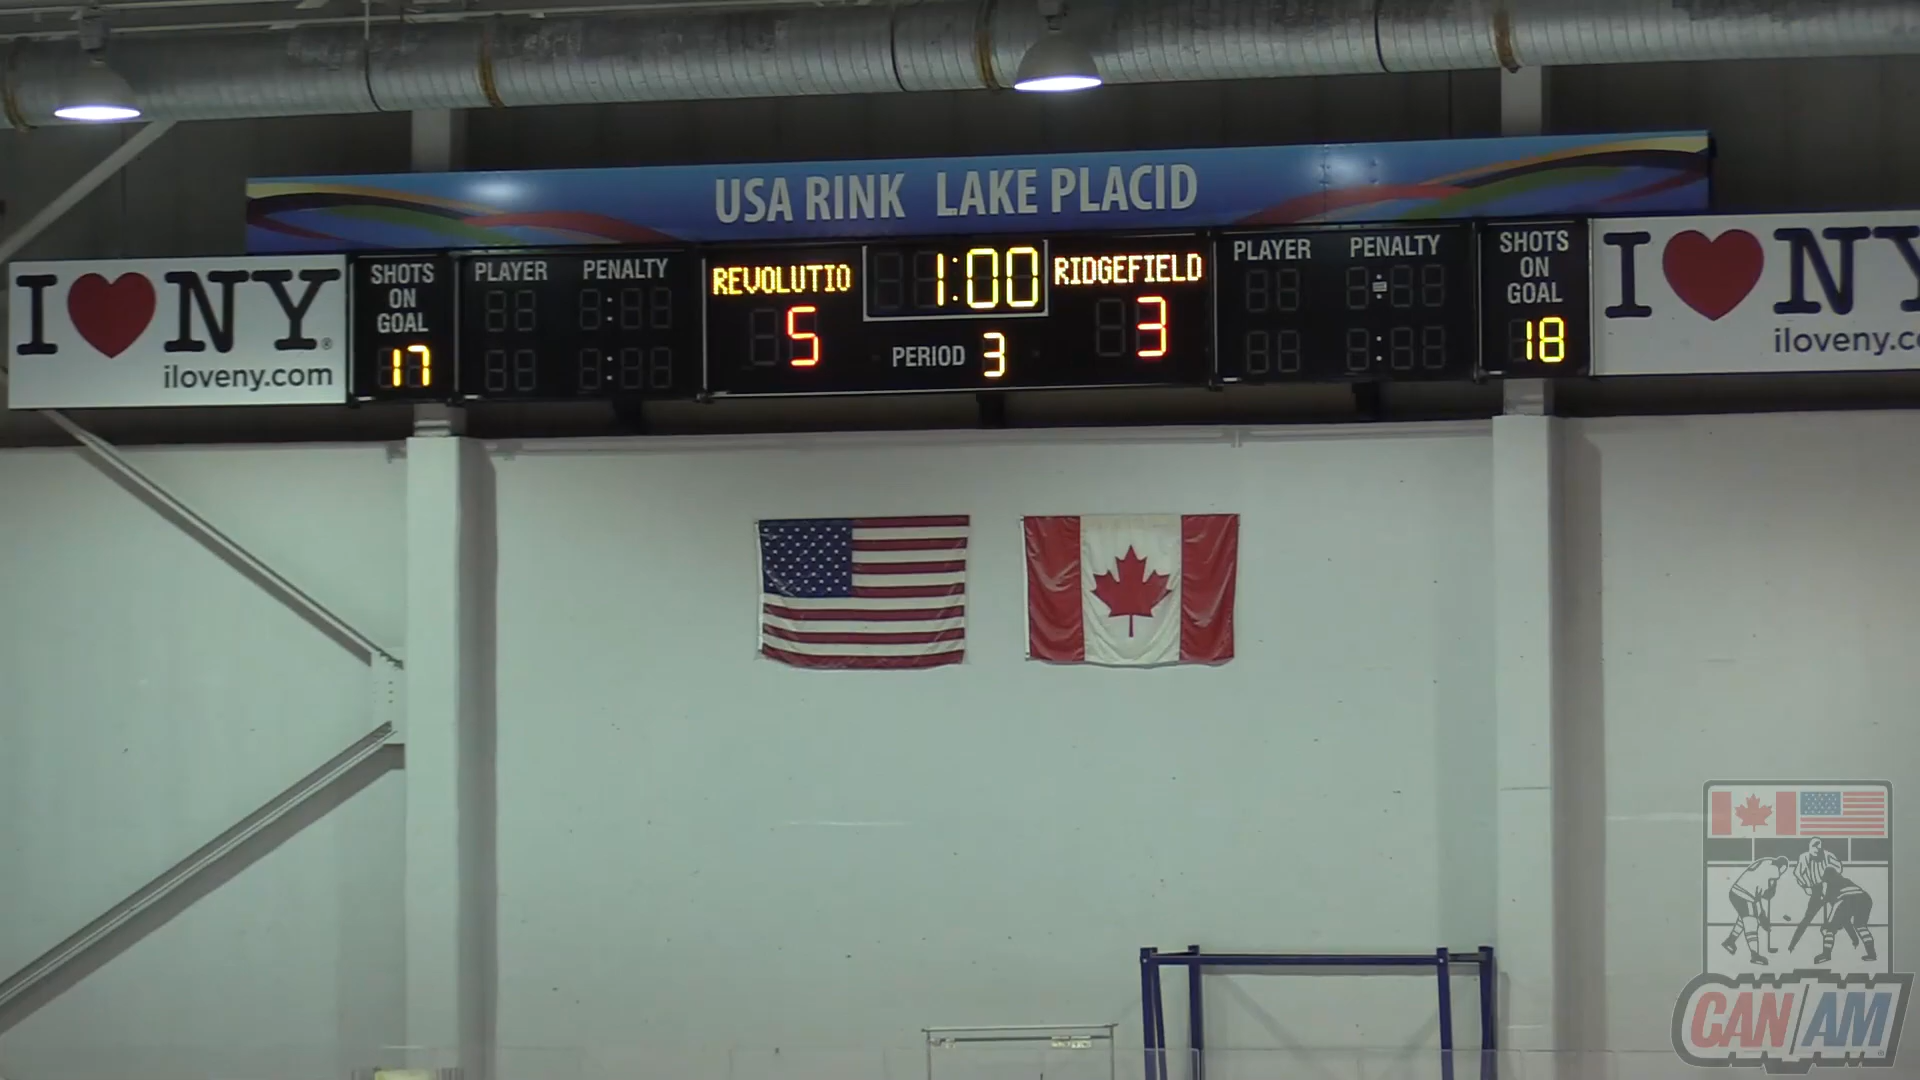 USA RINK LAKE PLACID
I NY®
iloveny.com
SHOTS
ON
GOAL
17
PLAYER PENALTY
REVOLUTIO
5
1:00
PERIOD 3
RIDGEFIELD
3
PLAYER PENALTY
SHOTS
ON
GOAL
18
I NY
iloveny.c
CAN/AM